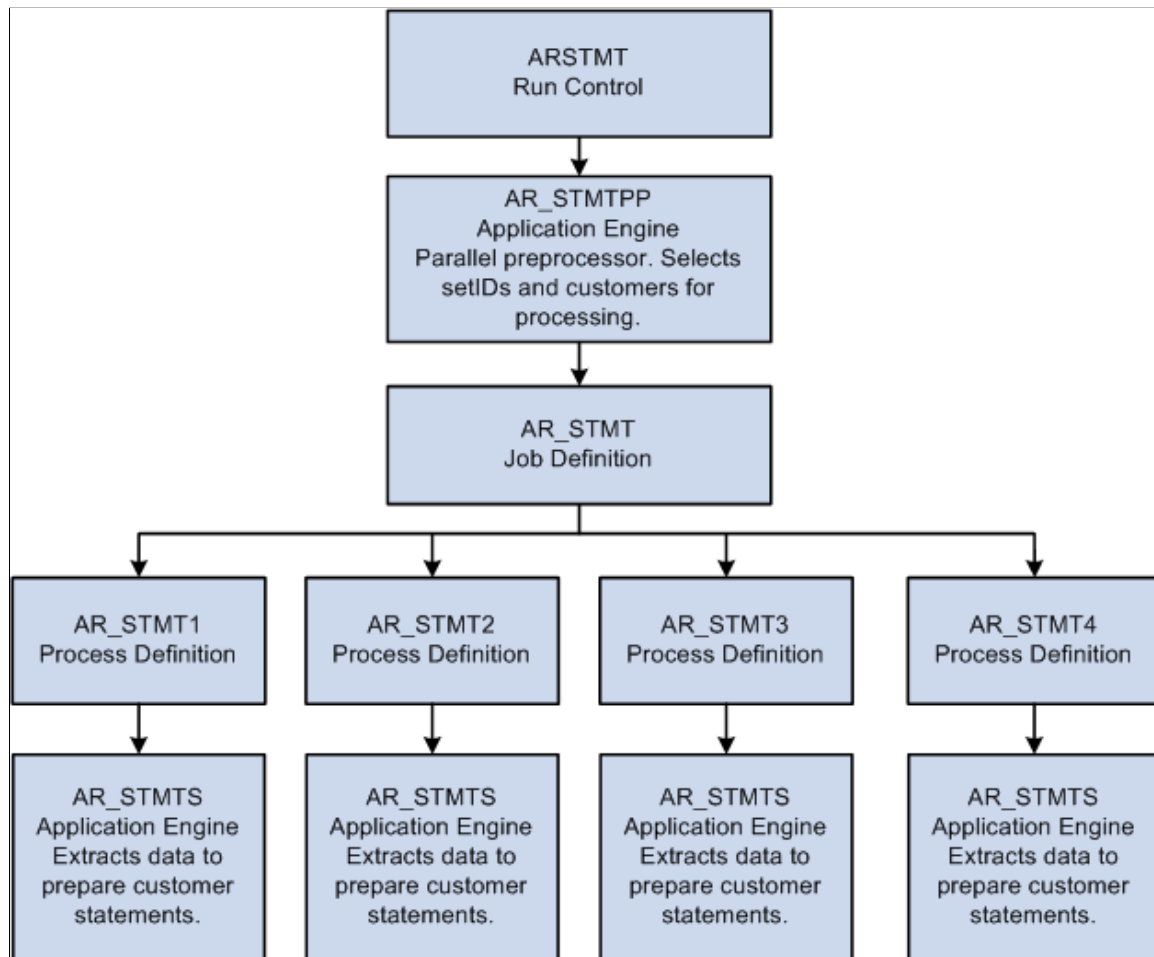 ARSTMT
Run Control
AR_STMTPP
Application Engine
Parallel preprocessor. Selects
setIDs and customers for
processing.
AR_STMT
Job Definition
AR_STMT1
Process Definition
AR_STMT2
Process Definition
AR_STMT3
Process Definition
AR_STMT4
Process Definition
AR_STMTS
Application Engine
Extracts data to
prepare customer
statements.
AR_STMTS
Application Engine
Extracts data to
prepare customer
statements.
AR_STMTS
Application Engine
Extracts data to
prepare customer
statements.
AR_STMTS
Application Engine
Extracts data to
prepare customer
statements.